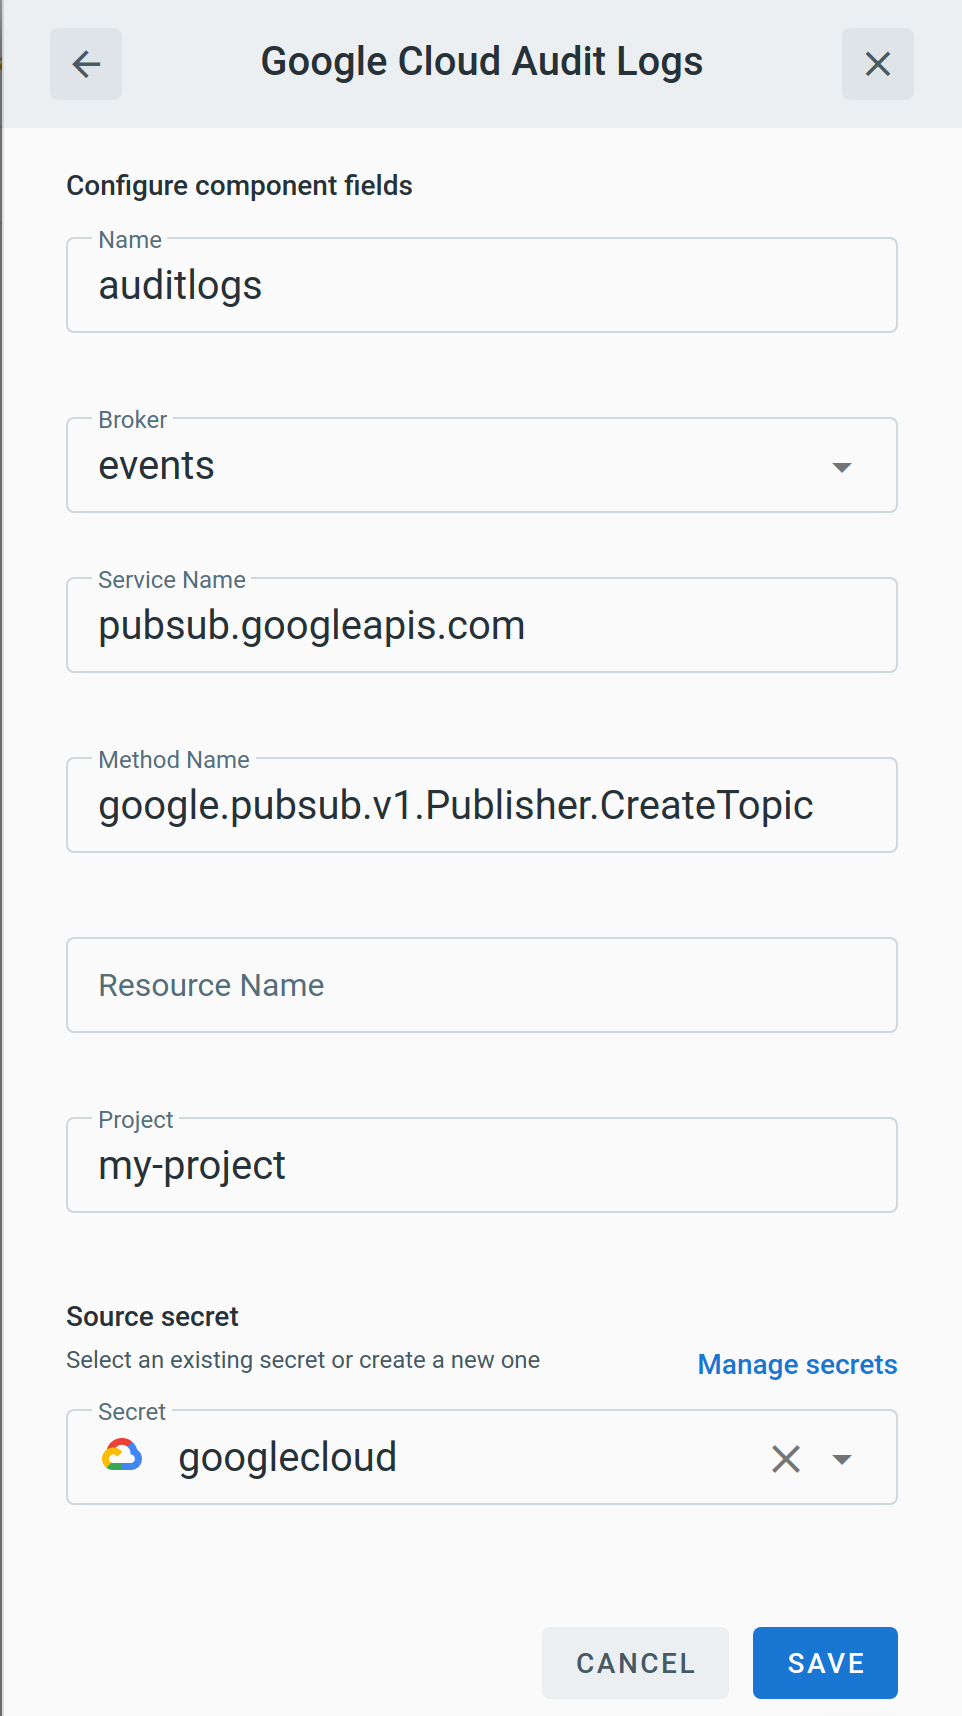 Google Cloud Audit Logs
Configure component fields
Name
auditlogs
Broker
events
Service Name
pubsub.googleapis.com
Method Name
google.pubsub.v1.Publisher.CreateTopic
Resource Name
Project
my-project
Source secret
Select an existing secret or create a new one
Manage secrets
Secret
googlecloud
CANCEL
SAVE